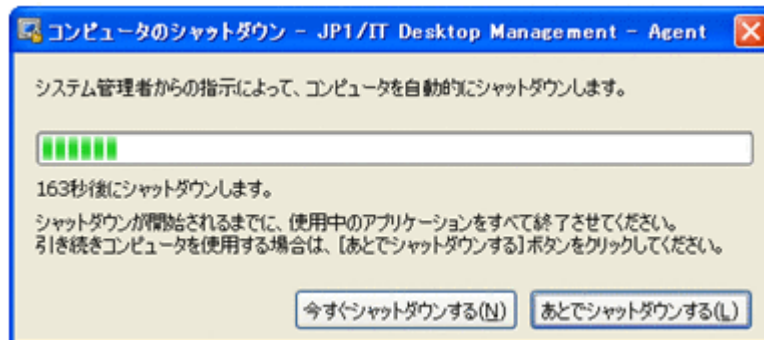 コンピュータのシャットダウン - JP1/IT Desktop Management - Agent
システム管理者からの指示によって、コンピュータを自動的にシャットダウンします。
163秒後にシャットダウンします。
シャットダウンが開始されるまでに、使用中のアプリケーションをすべて終了させてください。
引き続きコンピュータを使用する場合は、[あとでシャットダウンする]ボタンをクリックしてください。
今すぐシャットダウンする(N) あとでシャットダウンする(L)